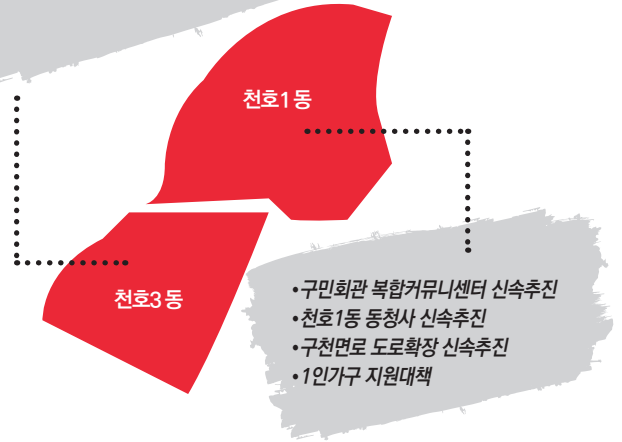 천호1동
천호3동
•구민회관 복합커뮤니센터 신속추진
•천호1동 동청사 신속추진
•구천면로 도로확장 신속추진
•1인가구 지원대책